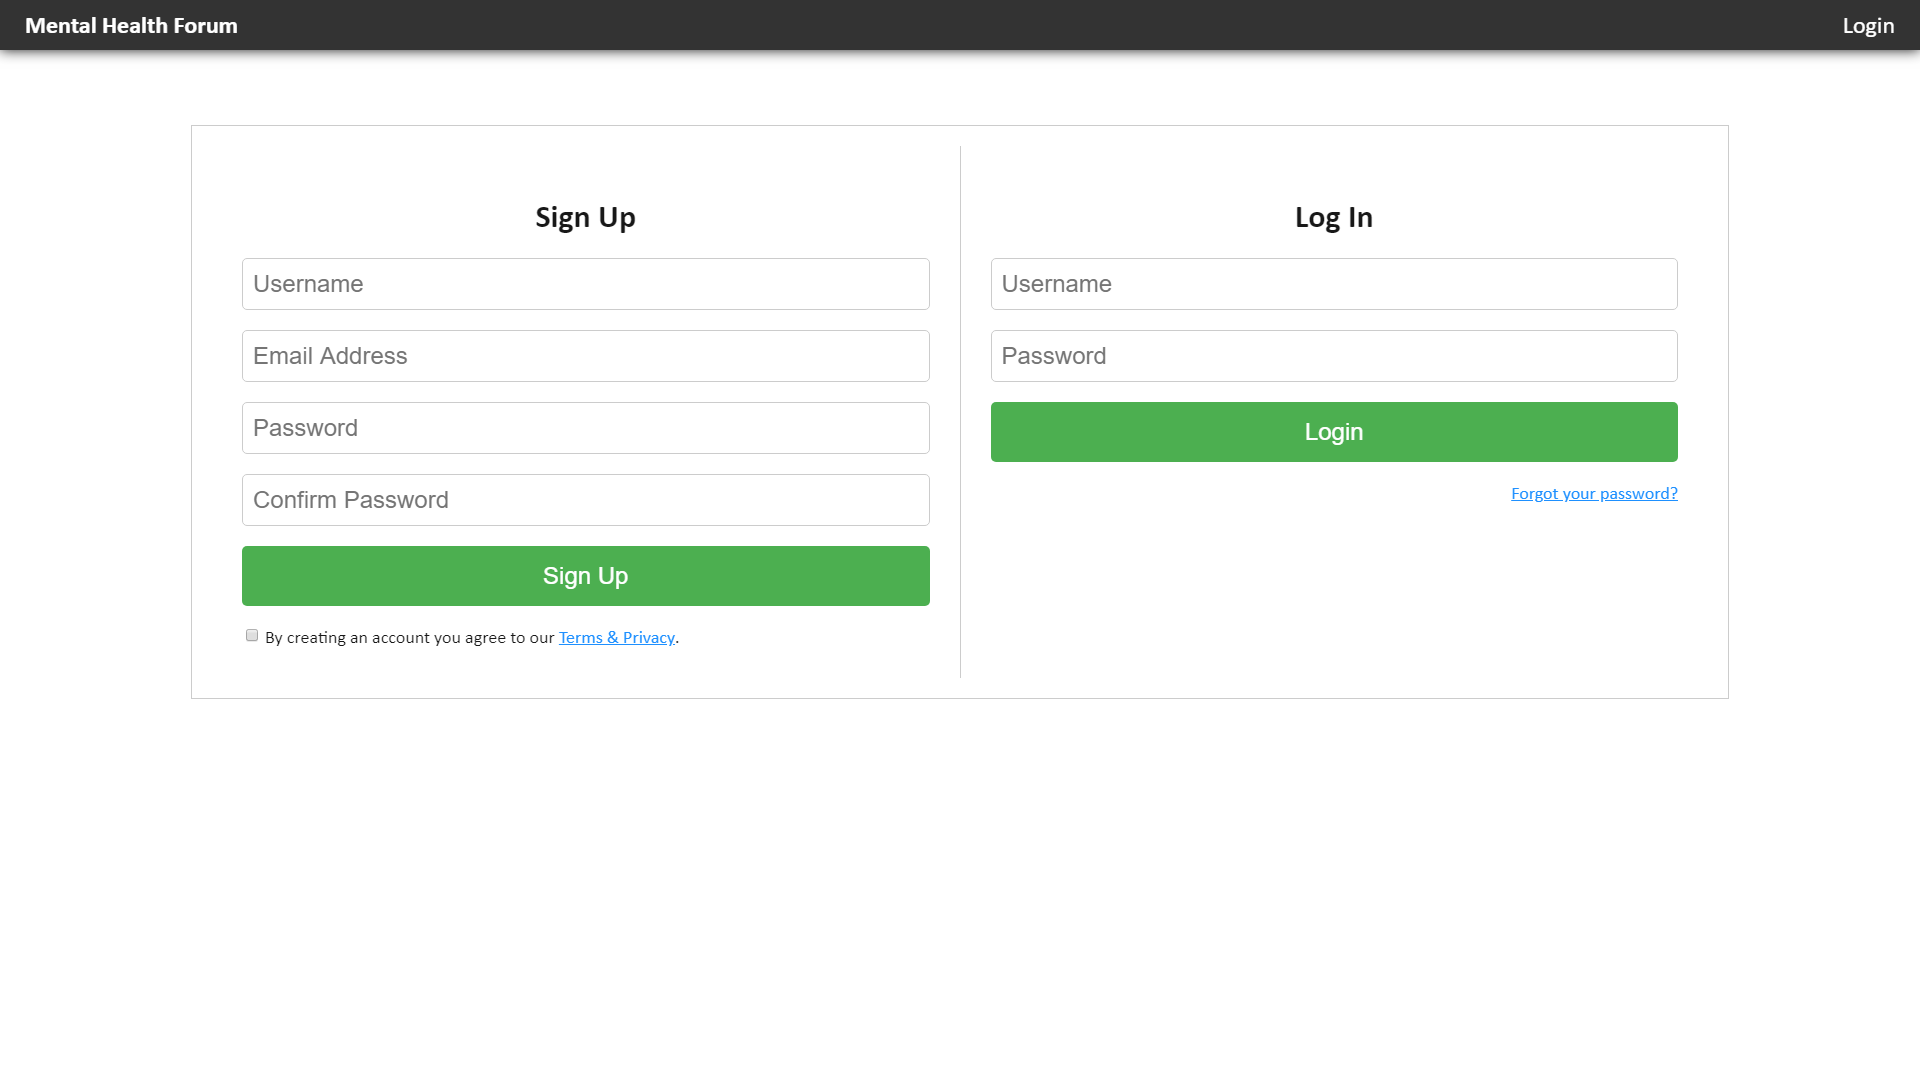 Mental Health Forum
Login
Sign Up
Username
Email Address
Password
Confirm Password
Sign Up
By creating an account you agree to our Terms & Privacy.
Log In
Username
Password
Login
Forgot your password?